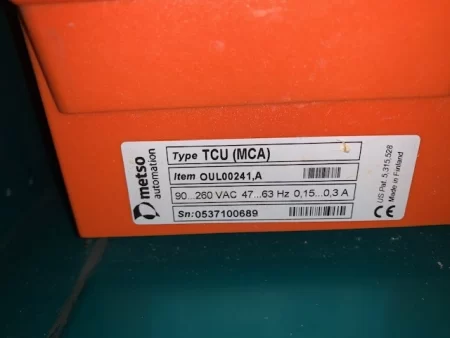 metso
automation
Type TCU (MCA)
Item OUL00241,A
90...260 VAC 47...63 Hz 0,15...0,3 A
Sn:0537100689
US Pat. 5,315,528
CE Made in Finland